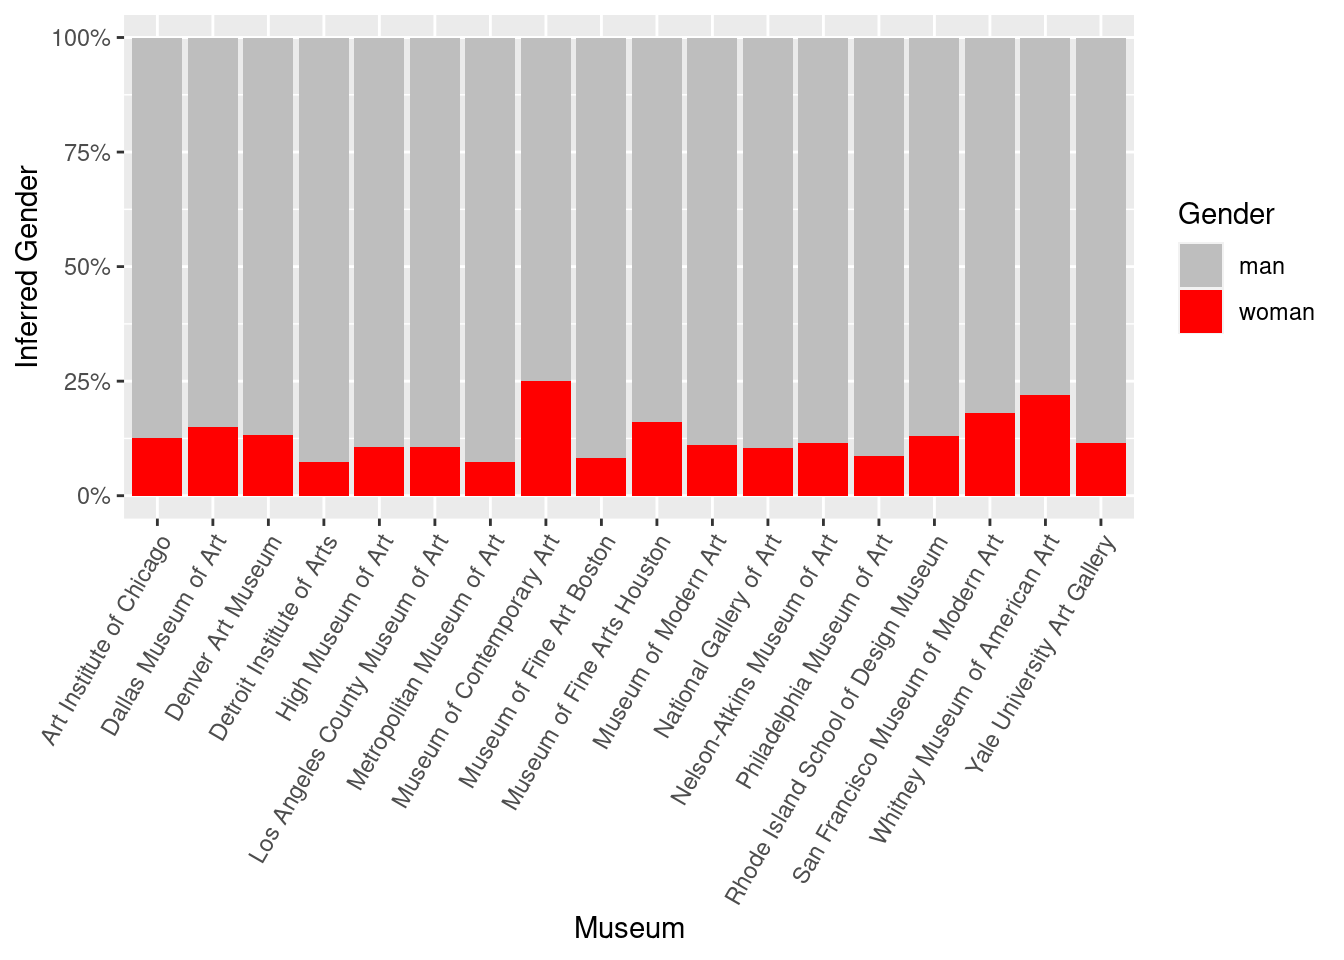 100%
75%
50%
25%
0%
Inferred Gender
Art Institute of Chicago
Dallas Museum of Art
Denver Art Museum
Detroit Institute of Arts
High Museum of Art
Los Angeles County Museum of Art
Metropolitan Museum of Art
Museum of Contemporary Art
Museum of Fine Art Boston
Museum of Fine Arts Houston
Museum of Modern Art
National Gallery of Art
Nelson-Atkins Museum of Art
Philadelphia Museum of Art
Rhode Island School of Design Museum
San Francisco Museum of Modern Art
Whitney Museum of American Art
Yale University Art Gallery
Museum
Gender
man
woman